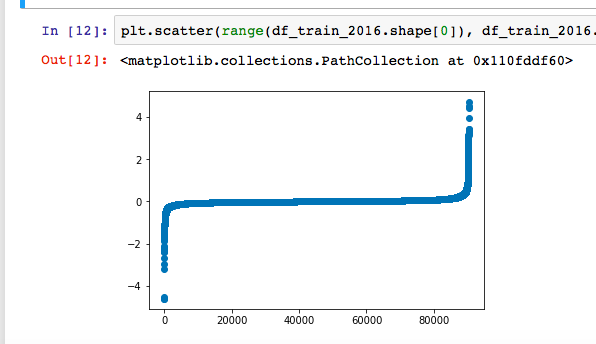 In [12]: plt.scatter(range(df_train_2016.shape[0]), df_train_2016.
Out[12]: <matplotlib.collections.PathCollection at 0x110fddf60>
4
2
0
−2
−4
0 20000 40000 60000 80000